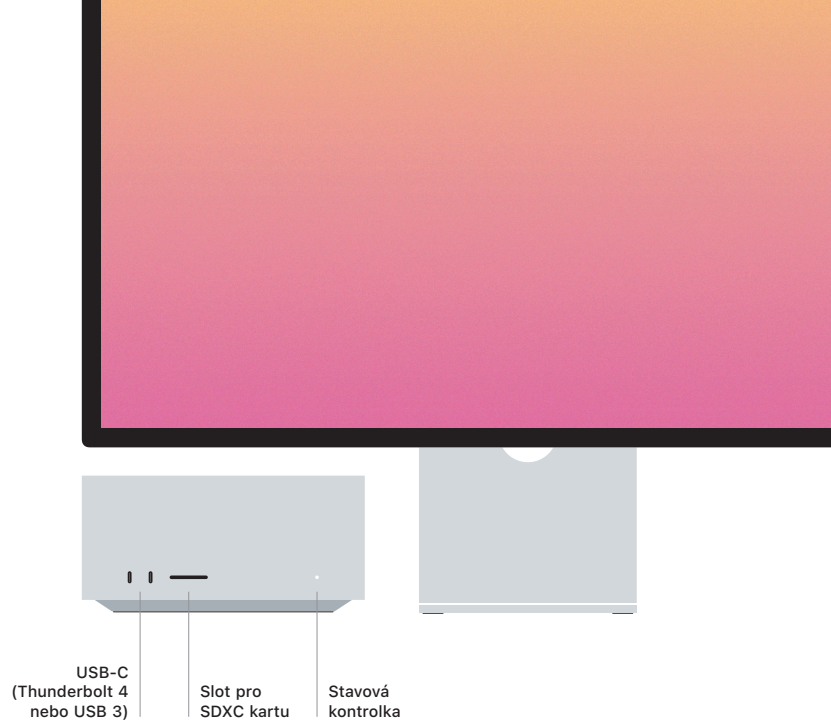 USB-C
(Thunderbolt 4
nebo USB 3)
Slot pro
SDXC kartu
Stavová
kontrolka